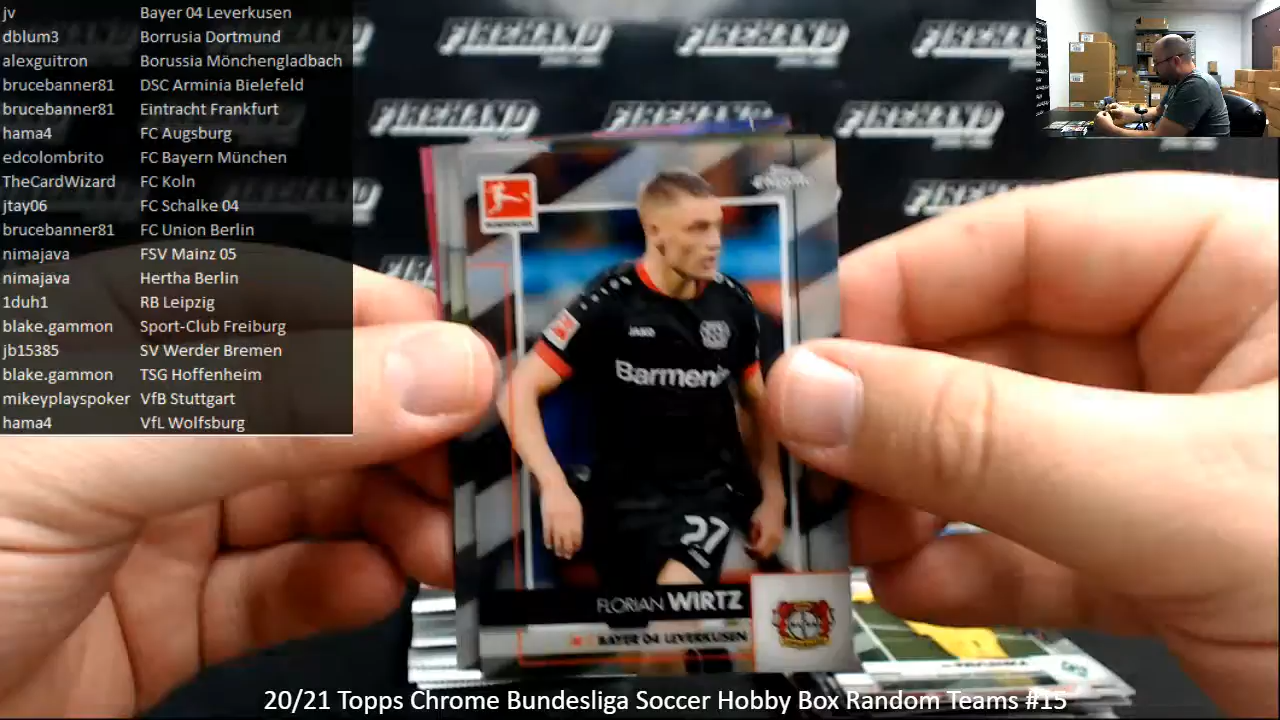 jv Bayer 04 Leverkusen
dblum3 Borrusia Dortmund
alexguitron Borussia Mönchengladbach
brucebanner81 DSC Arminia Bielefeld
brucebanner81 Eintracht Frankfurt
hama4 FC Augsburg
edcolombrito FC Bayern München
TheCardWizard FC Koln
jtay06 FC Schalke 04
brucebanner81 FC Union Berlin
nimajava FSV Mainz 05
nimajava Hertha Berlin
1duh1 RB Leipzig
blake.gammon Sport-Club Freiburg
jb15385 SV Werder Bremen
blake.gammon TSG Hoffenheim
mikeyplayspoker VfB Stuttgart
hama4 VfL Wolfsburg
FIREHAND
FIREHAND
FIREHAND
FIREHAND
FIREHAND
FIREHAND
JAKO
Barmenia
27
FLORIAN WIRTZ
BAYER 04 LEVERKUSEN
20/21 Topps Chrome Bundesliga Soccer Hobby Box Random Teams #15